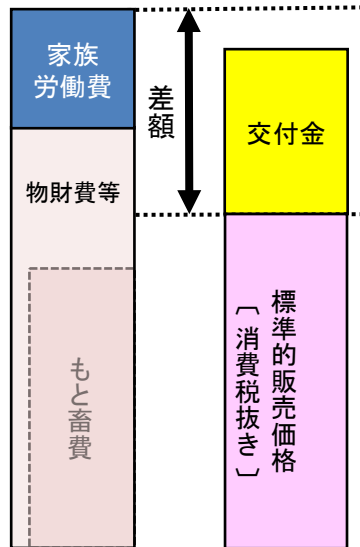 家族
労働費
物財費等
もと畜費
差額
交付金
標準的販売価格
〔消費税抜き〕